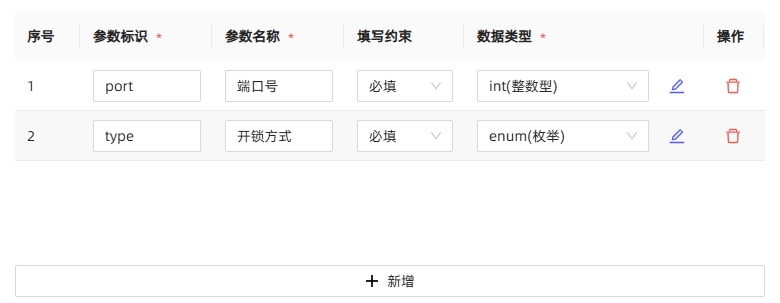 序号 参数标识 * 参数名称 * 填写约束 数据类型 * 操作
1 port 端口号 必填 int(整数型)
2 type 开锁方式 必填 enum(枚举)
+ 新增